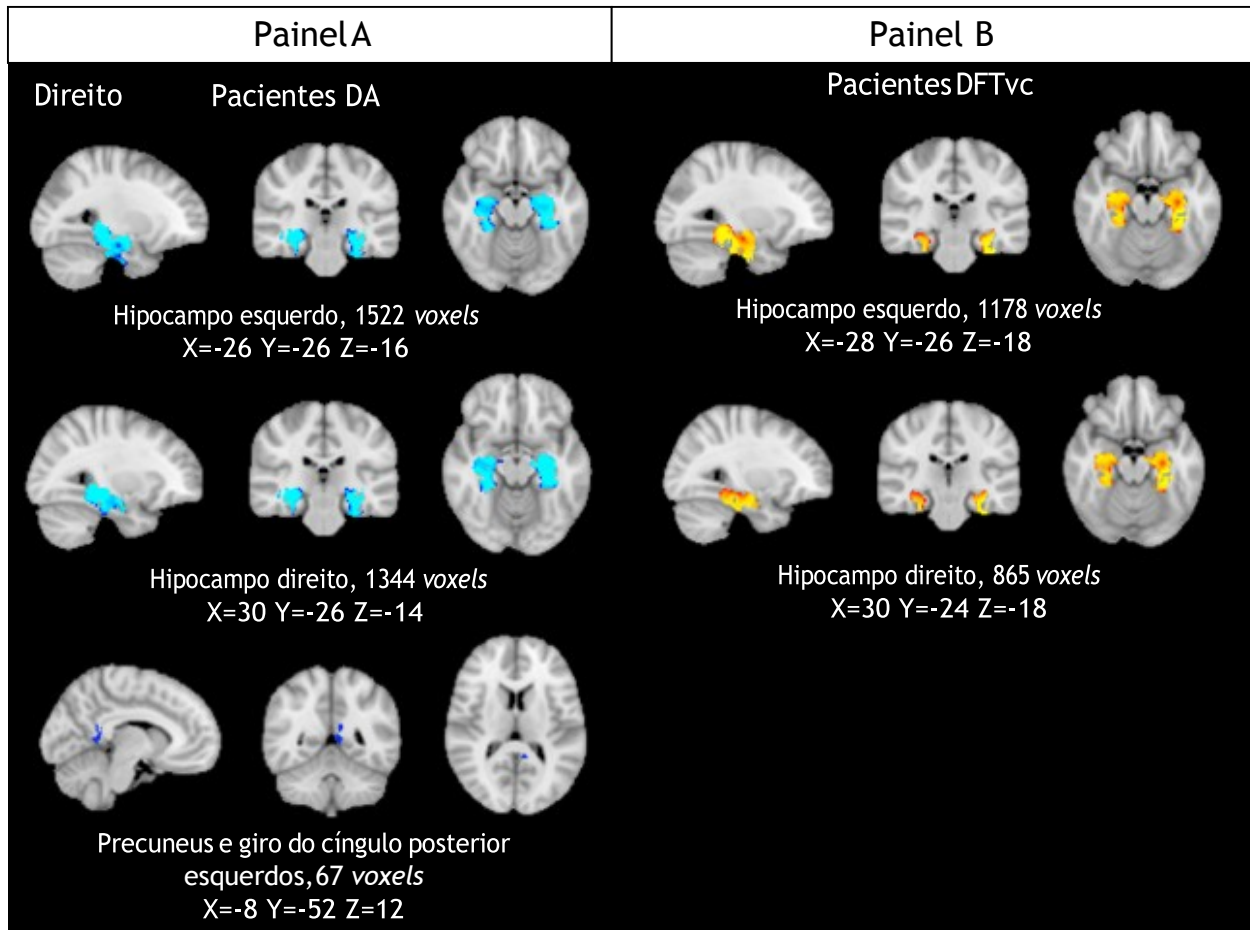 Painel A
Painel B
Direito
Pacientes DA
Pacientes DFTvc
Hipocampo esquerdo, 1522 voxels
X=-26 Y=-26 Z=-16
Hipocampo esquerdo, 1178 voxels
X=-28 Y=-26 Z=-18
Hipocampo direito, 1344 voxels
X=30 Y=-26 Z=-14
Hipocampo direito, 865 voxels
X=30 Y=-24 Z=-18
Precuneus e giro do cíngulo posterior
esquerdos, 67 voxels
X=-8 Y=-52 Z=12